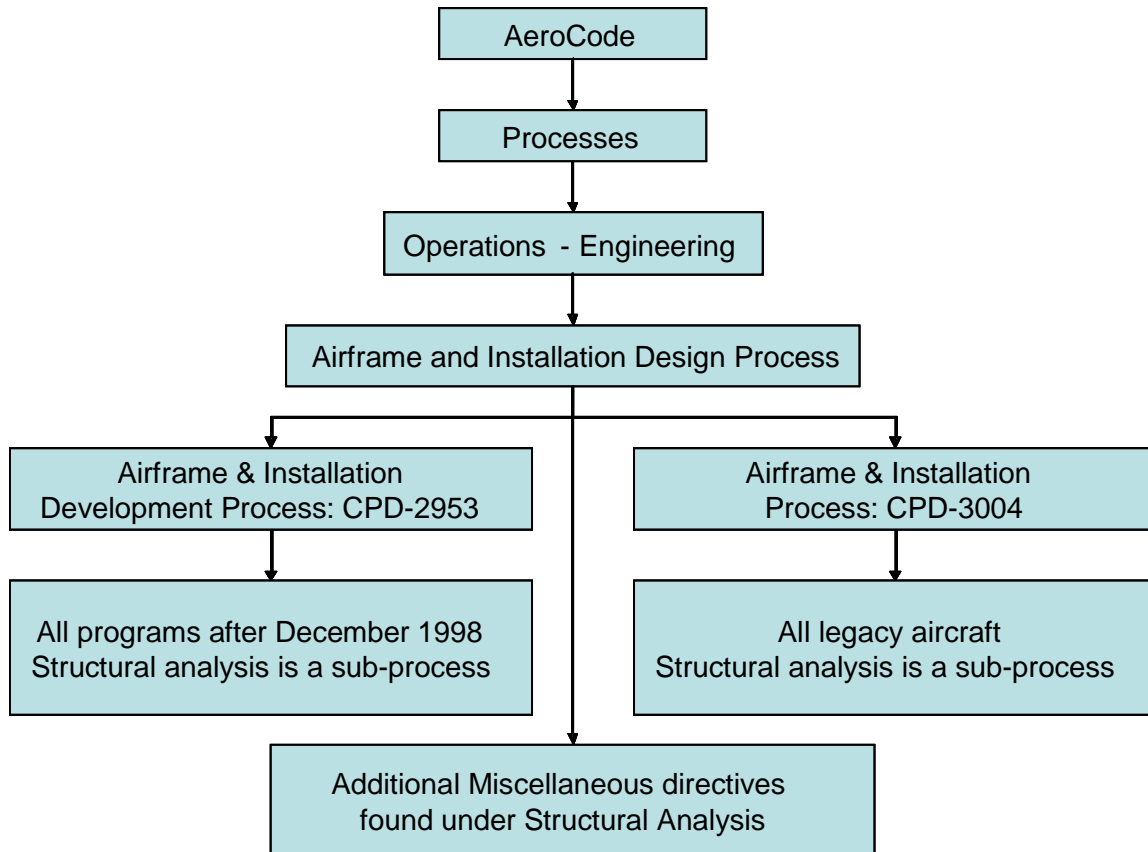 AeroCode
Processes
Operations - Engineering
Airframe and Installation Design Process
Airframe & Installation
Development Process: CPD-2953
Airframe & Installation
Process: CPD-3004
All programs after December 1998
Structural analysis is a sub-process
All legacy aircraft
Structural analysis is a sub-process
Additional Miscellaneous directives
found under Structural Analysis